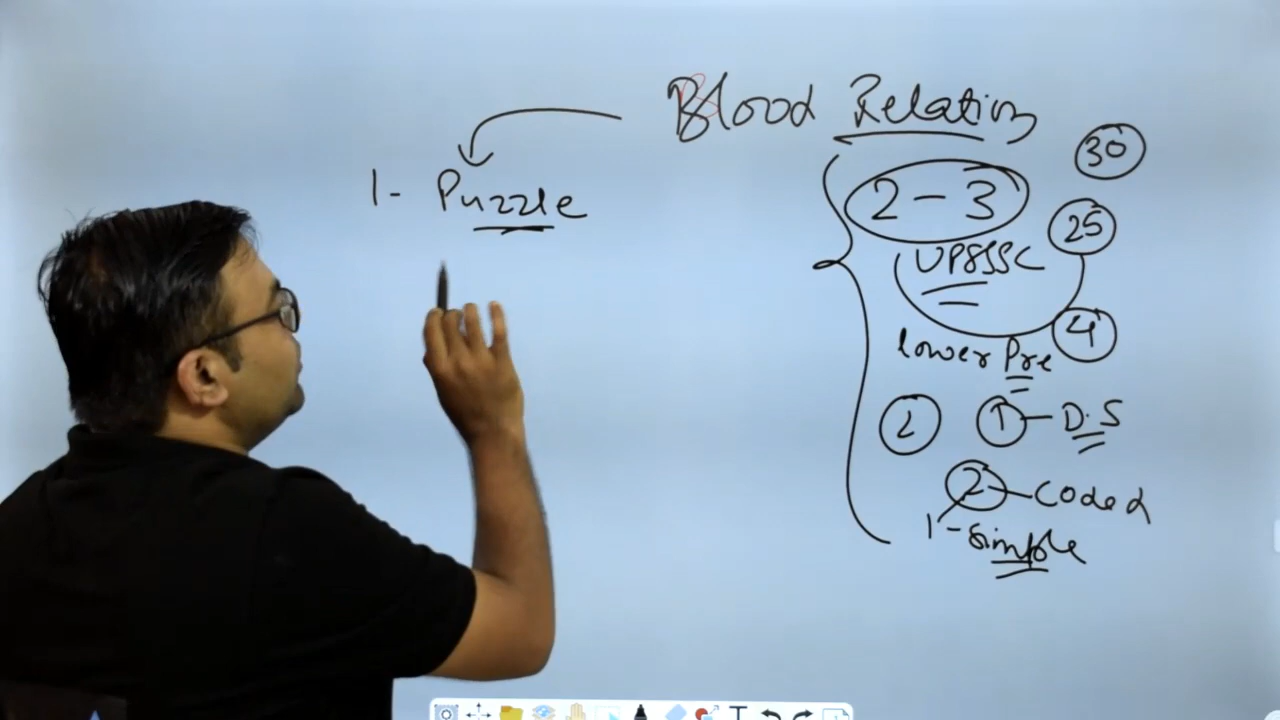 Blood Relation
30
1- Puzzle
2-3
25
UPSSSC
4
lower Pre
2 1 - D.S
2 - Coded
1 - Simple